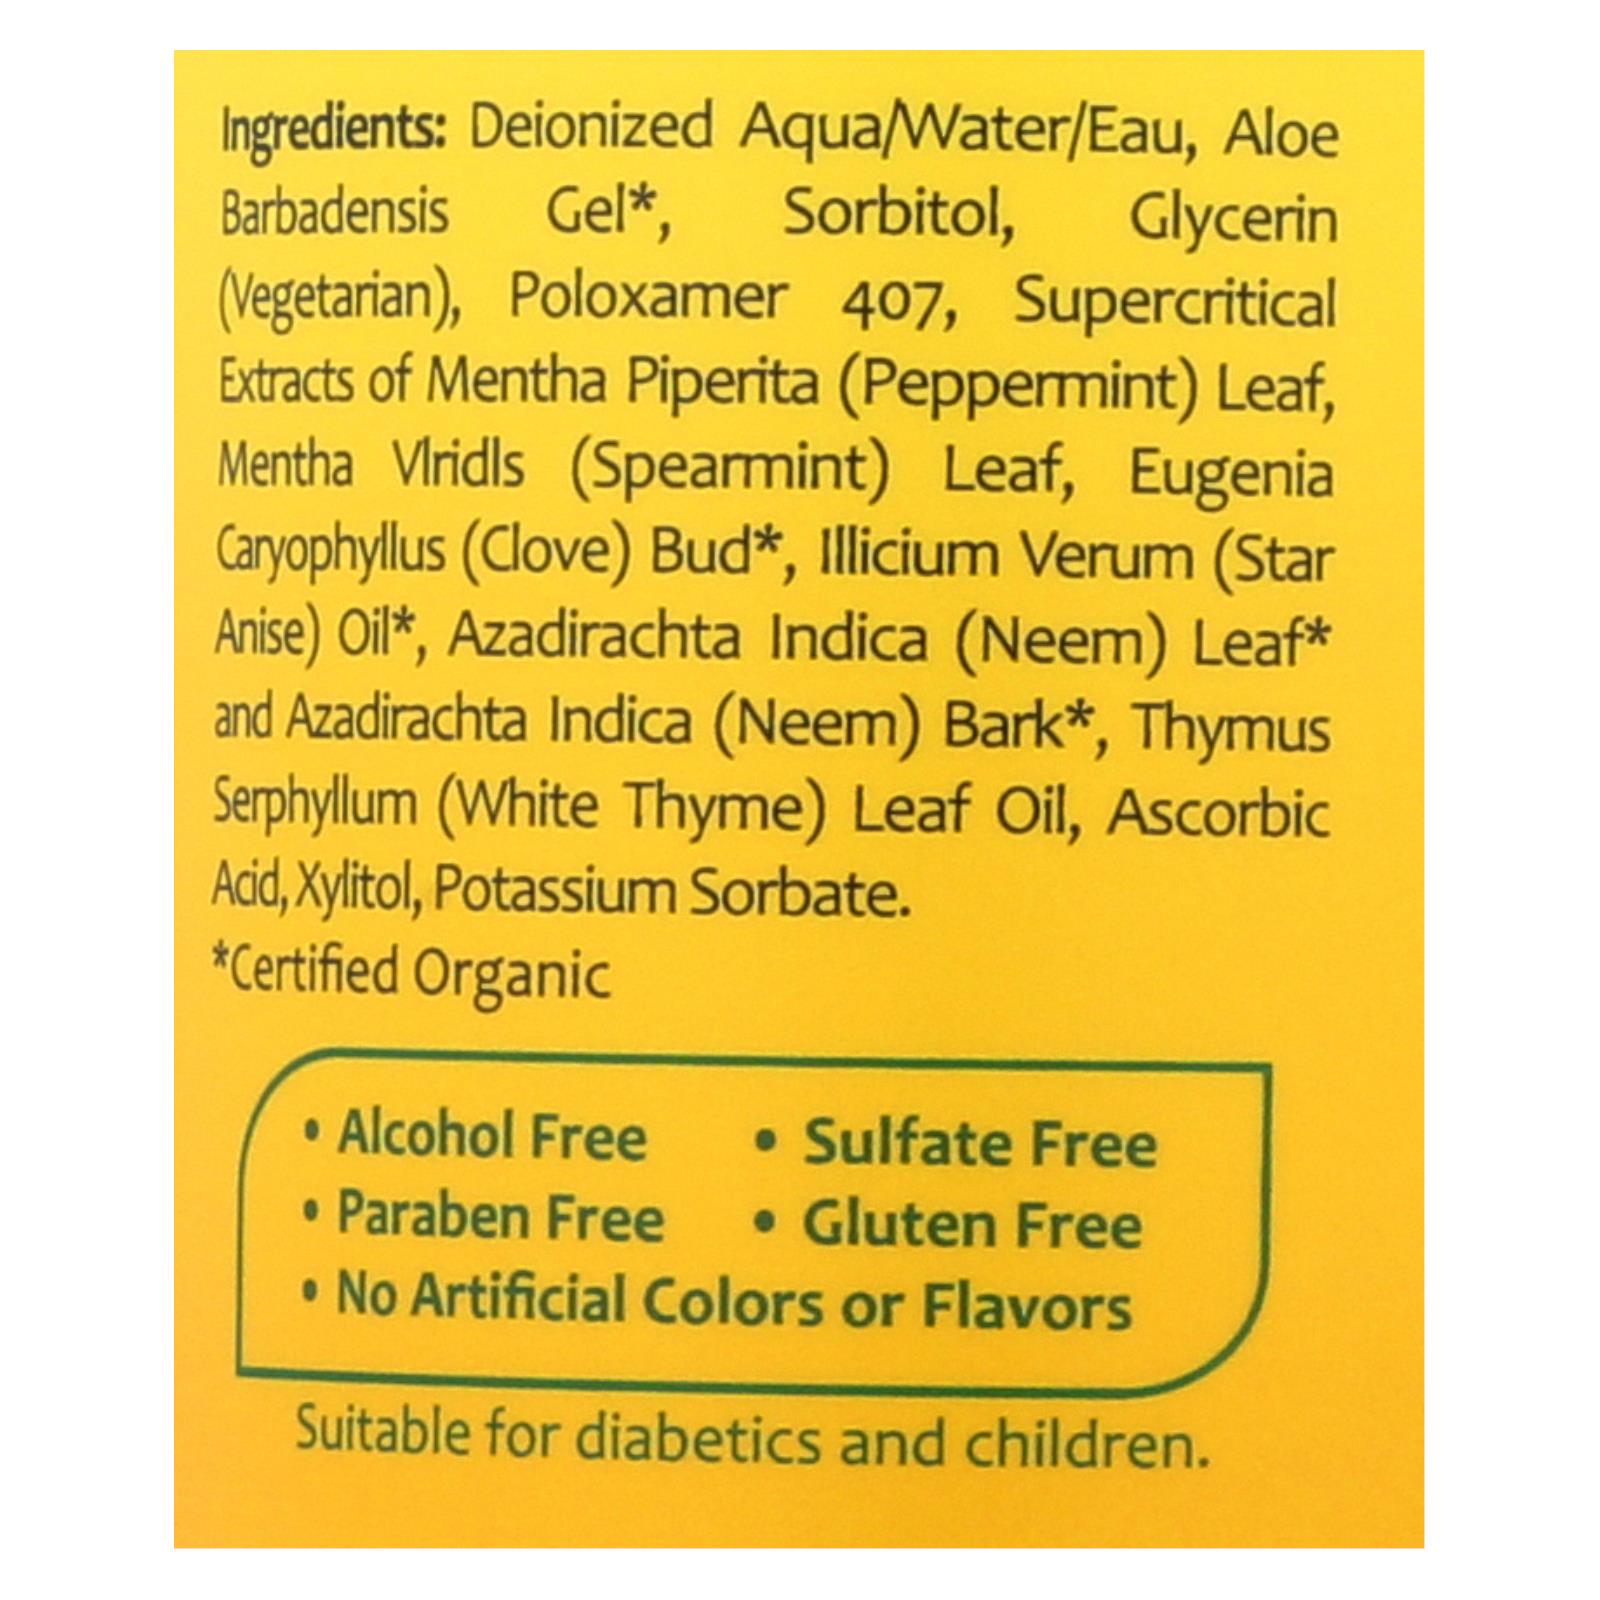 Ingredients: Deionized Aqua/Water/Eau, Aloe
Barbadensis Gel*, Sorbitol, Glycerin
(Vegetarian), Poloxamer 407, Supercritical
Extracts of Mentha Piperita (Peppermint) Leaf,
Mentha Vlridls (Spearmint) Leaf, Eugenia
Caryophyllus (Clove) Bud*, Illicium Verum (Star
Anise) Oil*, Azadirachta Indica (Neem) Leaf*
and Azadirachta Indica (Neem) Bark*, Thymus
Serphyllum (White Thyme) Leaf Oil, Ascorbic
Acid, Xylitol, Potassium Sorbate.
*Certified Organic
• Alcohol Free • Sulfate Free
• Paraben Free • Gluten Free
• No Artificial Colors or Flavors
Suitable for diabetics and children.